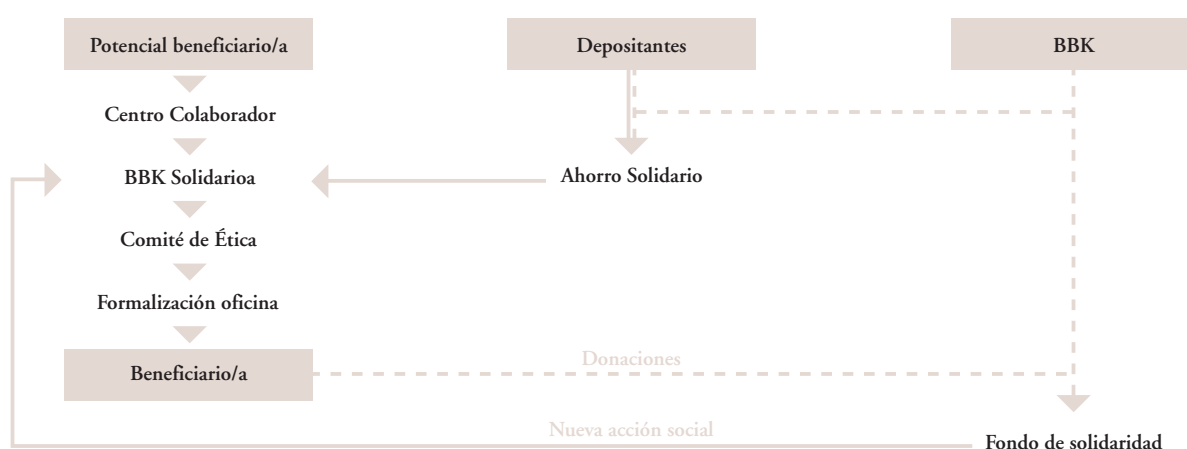 Potencial beneficiario/a
Depositantes
BBK
Centro Colaborador
BBK Solidarioa
Ahorro Solidario
Comité de Ética
Formalización oficina
Donaciones
Beneficiario/a
Nueva acción social
Fondo de solidaridad